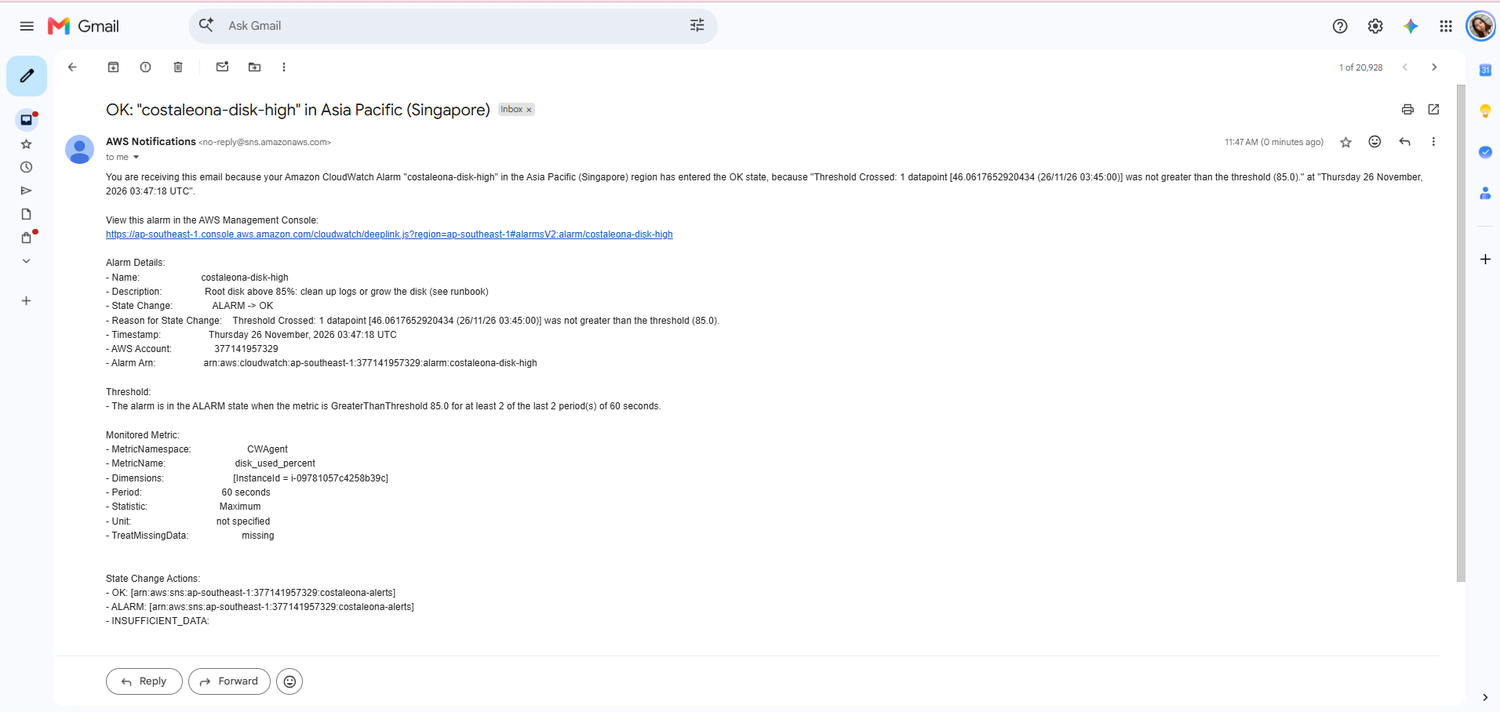 Gmail
Ask Gmail
1 of 20,928
OK: "costaleona-disk-high" in Asia Pacific (Singapore) Inbox ×
AWS Notifications <no-reply@sns.amazonaws.com>
11:47 AM (0 minutes ago)
to me
You are receiving this email because your Amazon CloudWatch Alarm "costaleona-disk-high" in the Asia Pacific (Singapore) region has entered the OK state, because "Threshold Crossed: 1 datapoint [46.0617652920434 (26/11/26 03:45:00)] was not greater than the threshold (85.0)." at "Thursday 26 November,
2026 03:47:18 UTC".
View this alarm in the AWS Management Console:
https://ap-southeast-1.console.aws.amazon.com/cloudwatch/deeplink.js?region=ap-southeast-1#alarmsV2:alarm/costaleona-disk-high
Alarm Details:
- Name: costaleona-disk-high
- Description: Root disk above 85%: clean up logs or grow the disk (see runbook)
- State Change: ALARM -> OK
- Reason for State Change: Threshold Crossed: 1 datapoint [46.0617652920434 (26/11/26 03:45:00)] was not greater than the threshold (85.0).
- Timestamp: Thursday 26 November, 2026 03:47:18 UTC
- AWS Account: 377141957329
- Alarm Arn: arn:aws:cloudwatch:ap-southeast-1:377141957329:alarm:costaleona-disk-high
Threshold:
- The alarm is in the ALARM state when the metric is GreaterThanThreshold 85.0 for at least 2 of the last 2 period(s) of 60 seconds.
Monitored Metric:
- MetricNamespace: CWAgent
- MetricName: disk_used_percent
- Dimensions: [InstanceId = i-09781057c4258b39c]
- Period: 60 seconds
- Statistic: Maximum
- Unit: not specified
- TreatMissingData: missing
State Change Actions:
- OK: [arn:aws:sns:ap-southeast-1:377141957329:costaleona-alerts]
- ALARM: [arn:aws:sns:ap-southeast-1:377141957329:costaleona-alerts]
- INSUFFICIENT_DATA:
Reply
Forward
31